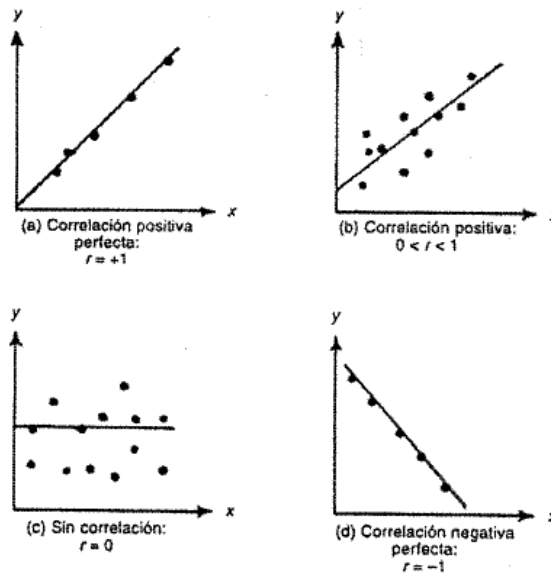 y
x
(a) Correlación positiva
perfecta:
r = +1
y
(b) Correlación positiva:
0 < r < 1
y
x
(c) Sin correlación:
r = 0
y
(d) Correlación negativa
perfecta:
r = −1